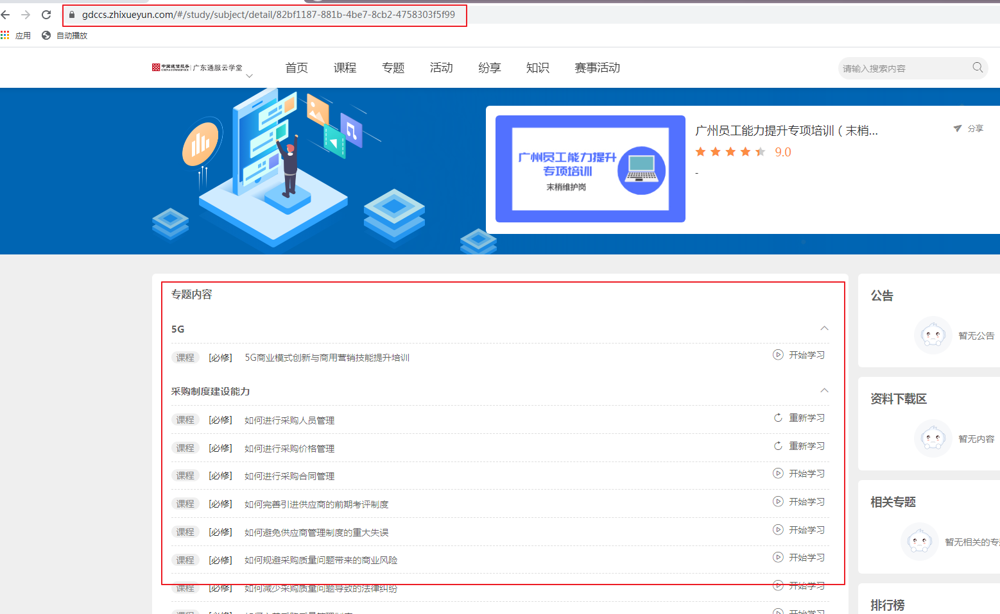 gdccs.zhixueyun.com/#/study/subject/detail/82bf1187-881b-4be7-8cb2-4758303f5f99
应用 自动播放
中国通信服务 CHINA COMSERVICE 广东通服云学堂 首页 课程 专题 活动 纷享 知识 赛事活动 请输入搜索内容
广州员工能力提升专项培训（末梢...
分享
9.0
-
广州员工能力提升
专项培训
末梢维护岗
专题内容
5G
课程 [必修] 5G商业模式创新与商用营销技能提升培训 开始学习
采购制度建设能力
课程 [必修] 如何进行采购人员管理 重新学习
课程 [必修] 如何进行采购价格管理 重新学习
课程 [必修] 如何进行采购合同管理 开始学习
课程 [必修] 如何完善引进供应商的前期考评制度 开始学习
课程 [必修] 如何避免供应商管理制度的重大失误 开始学习
课程 [必修] 如何规避采购质量问题带来的商业风险 开始学习
课程 [必修] 如何减少采购质量问题导致的法律纠纷 开始学习
公告
暂无公告
资料下载区
暂无内容
相关专题
暂无相关的专
排行榜